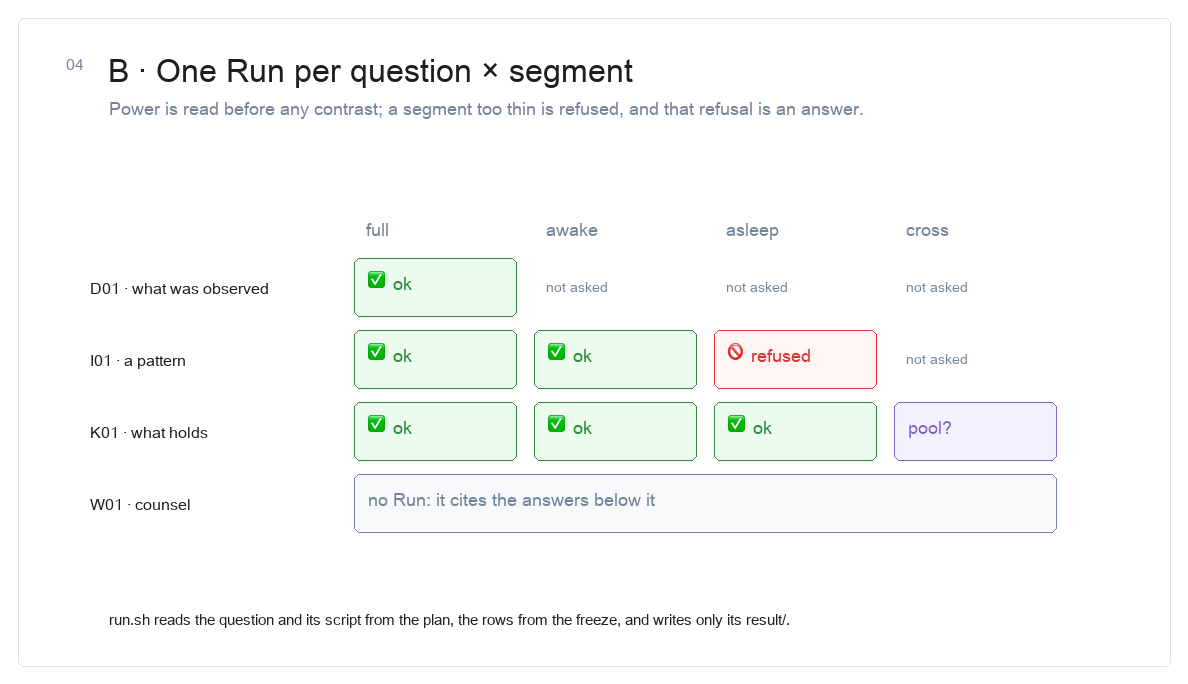 04
B · One Run per question × segment
Power is read before any contrast; a segment too thin is refused, and that refusal is an answer.
full awake asleep cross
D01 · what was observed ✅ ok not asked not asked not asked
I01 · a pattern ✅ ok ✅ ok 🚫 refused not asked
K01 · what holds ✅ ok ✅ ok ✅ ok pool?
W01 · counsel no Run: it cites the answers below it
run.sh reads the question and its script from the plan, the rows from the freeze, and writes only its result/.